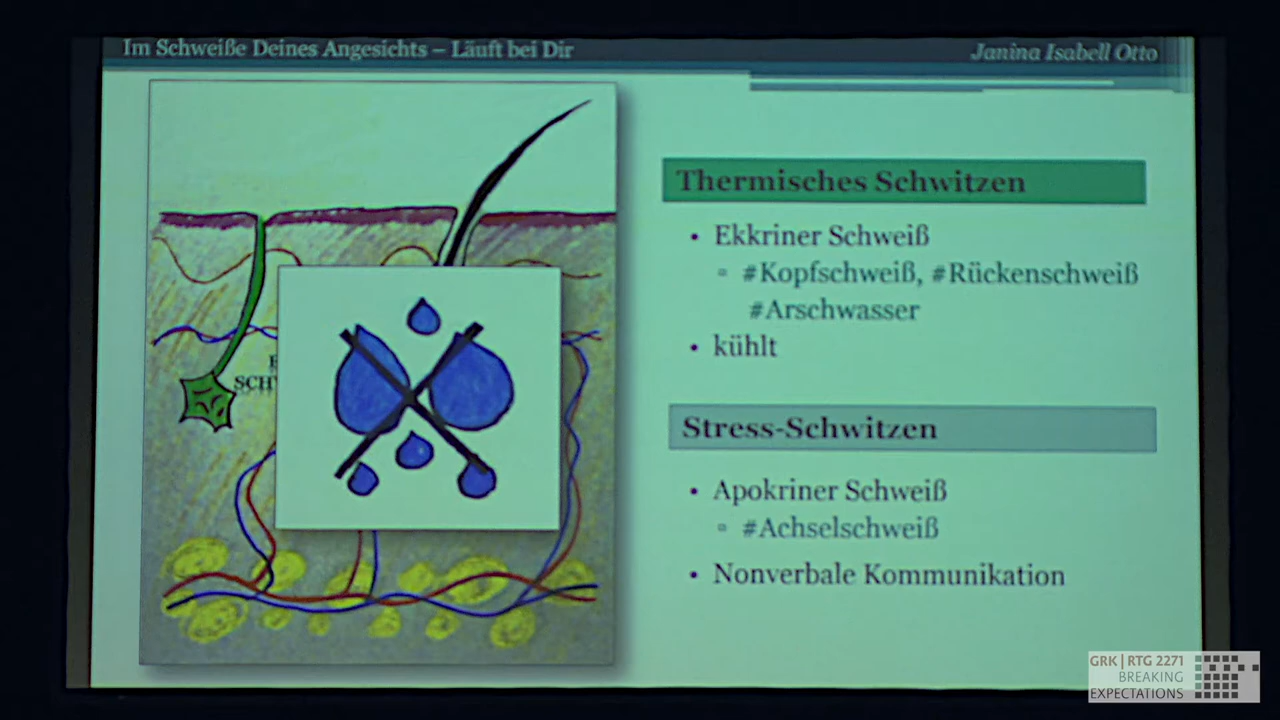 Im Schweiße Deines Angesichts – Läuft bei Dir
Janina Isabell Otto
Thermisches Schwitzen
• Ekkriner Schweiß
▫ #Kopfschweiß, #Rückenschweiß
#Arschwasser
• kühlt
Stress-Schwitzen
• Apokriner Schweiß
▫ #Achselschweiß
• Nonverbale Kommunikation
GRK | RTG 2271
BREAKING
EXPECTATIONS